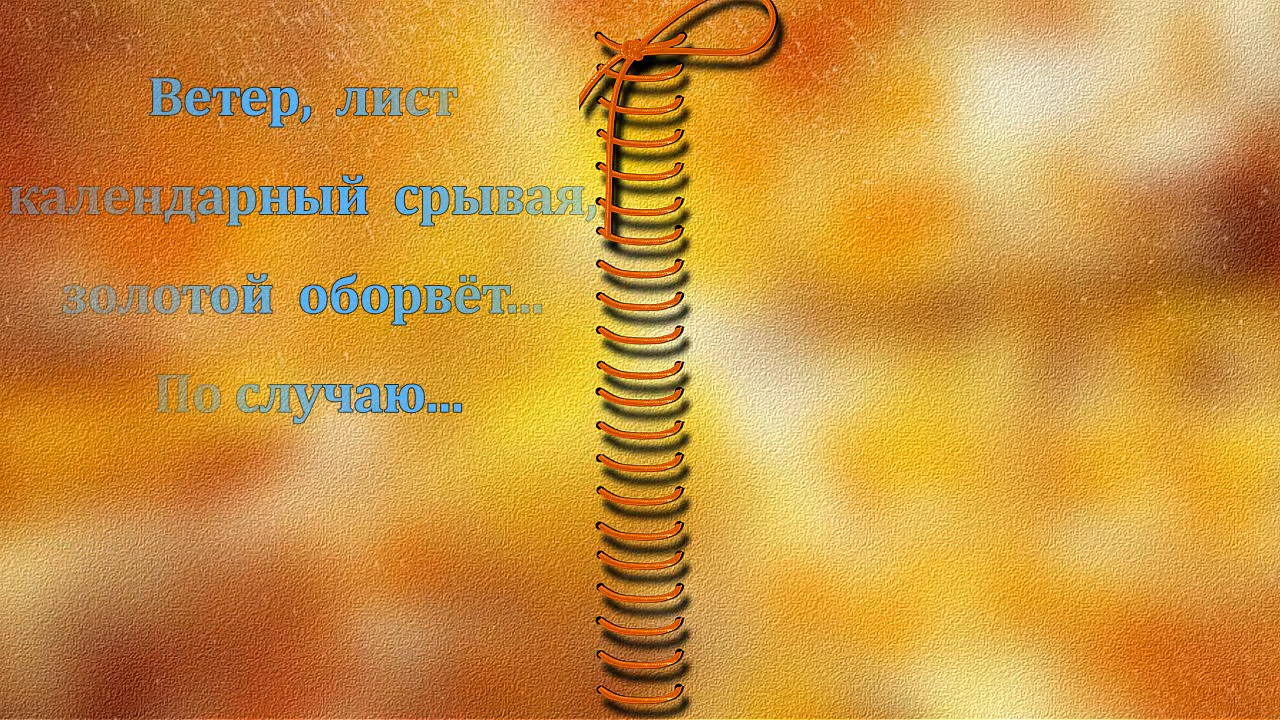 Ветер, лист
календарный срывая,
золотой оборвёт...
По случаю...